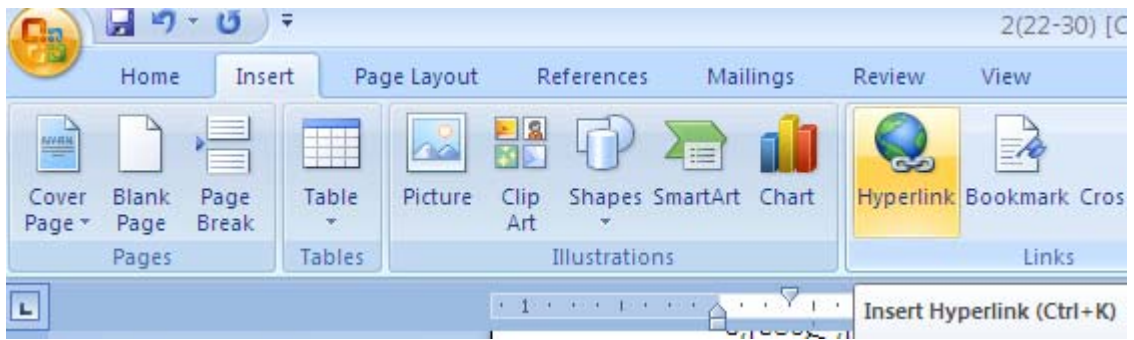 2(22-30) [C
Home Insert Page Layout References Mailings Review View
Cover Page Blank Page Page Break Table Picture Clip Art Shapes SmartArt Chart Hyperlink Bookmark Cros
Pages Tables Illustrations Links
1
Insert Hyperlink (Ctrl+K)